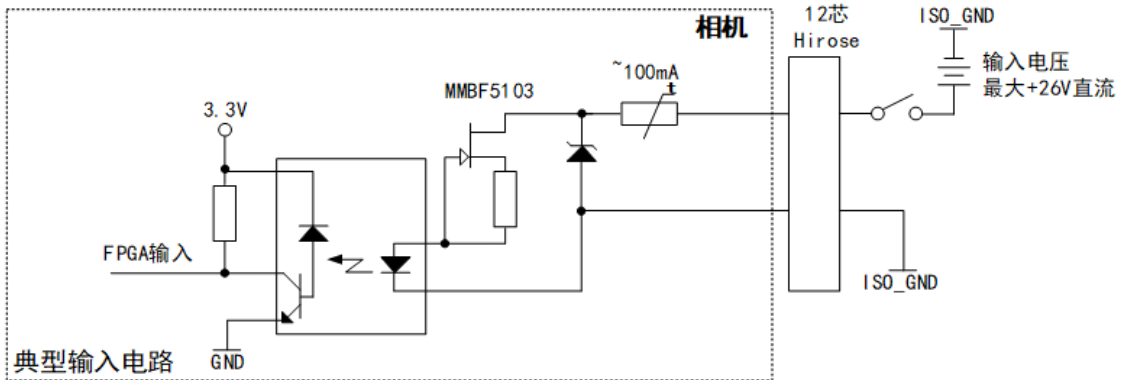 相机
12芯
Hirose
ISO_GND
输入电压
最大+26V直流
~100mA
t
MMBF5103
3.3V
FPGA输入
ISO_GND
GND
典型输入电路